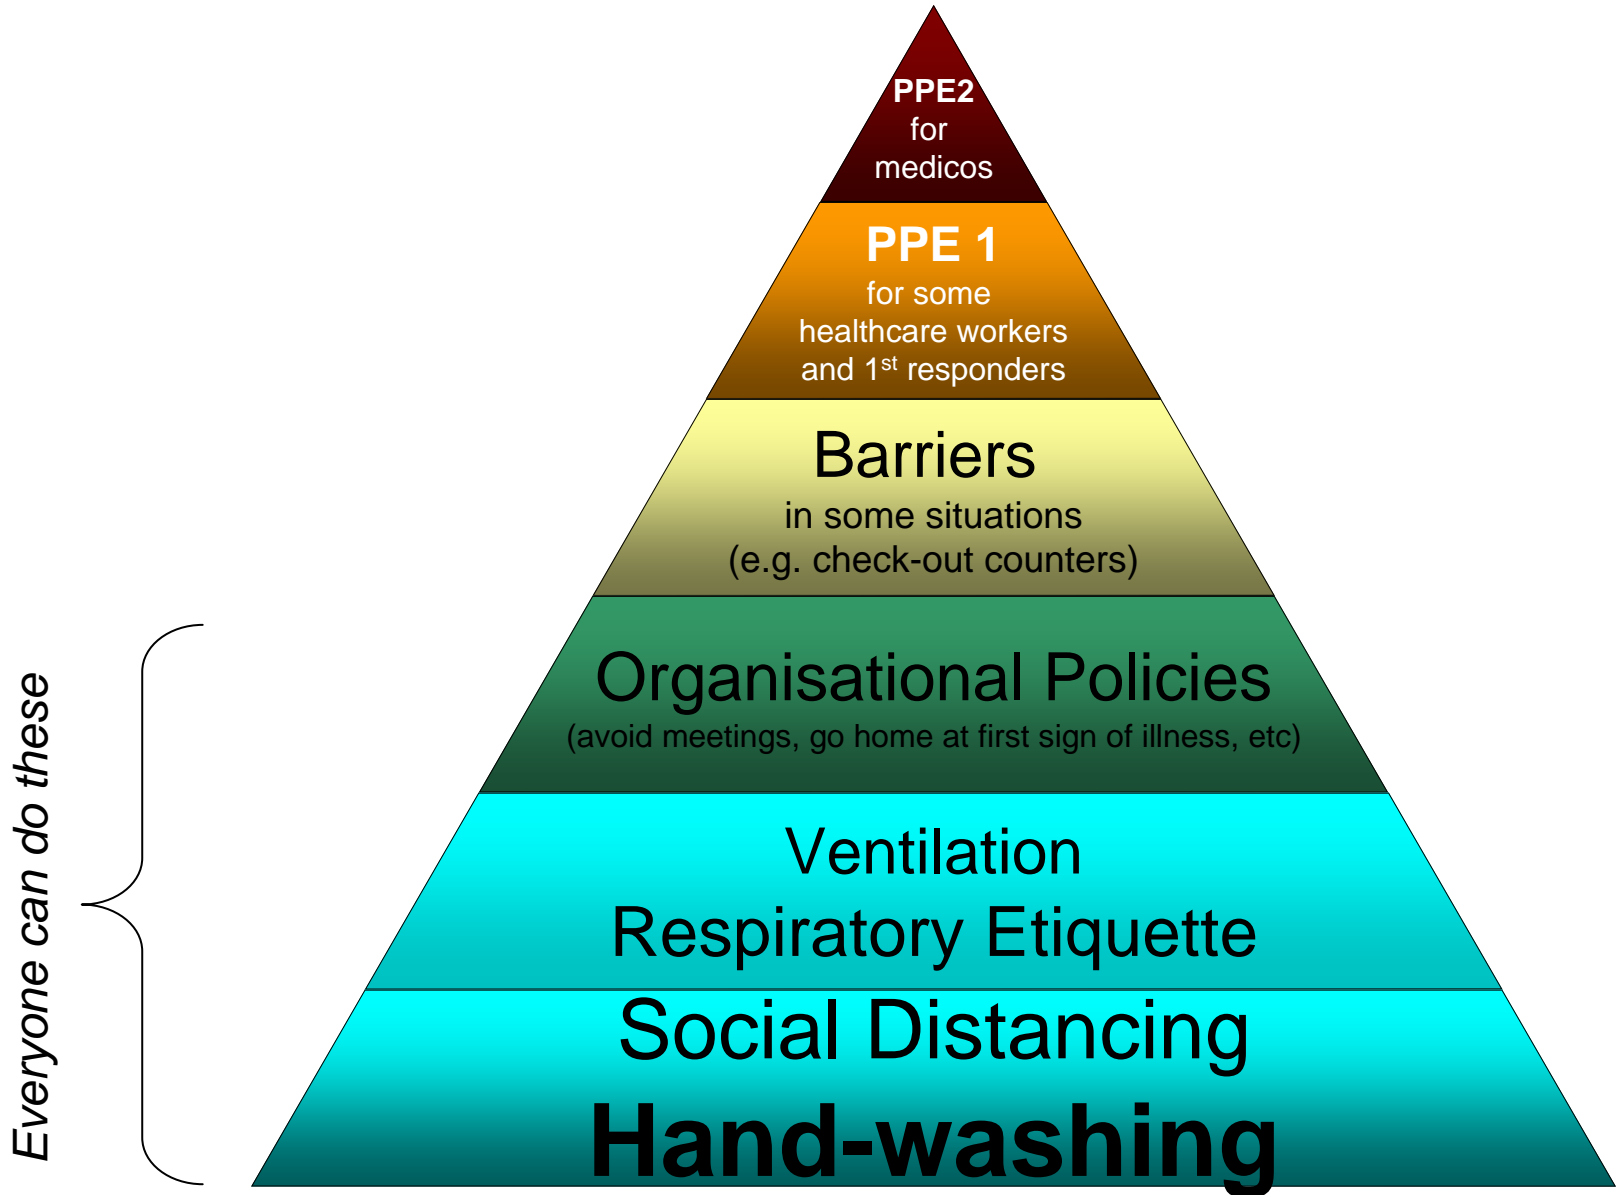 PPE2
for
medicos
PPE 1
for some
healthcare workers
and 1st responders
Barriers
in some situations
(e.g. check-out counters)
Organisational Policies
(avoid meetings, go home at first sign of illness, etc)
Ventilation
Respiratory Etiquette
Social Distancing
Hand-washing
Everyone can do these